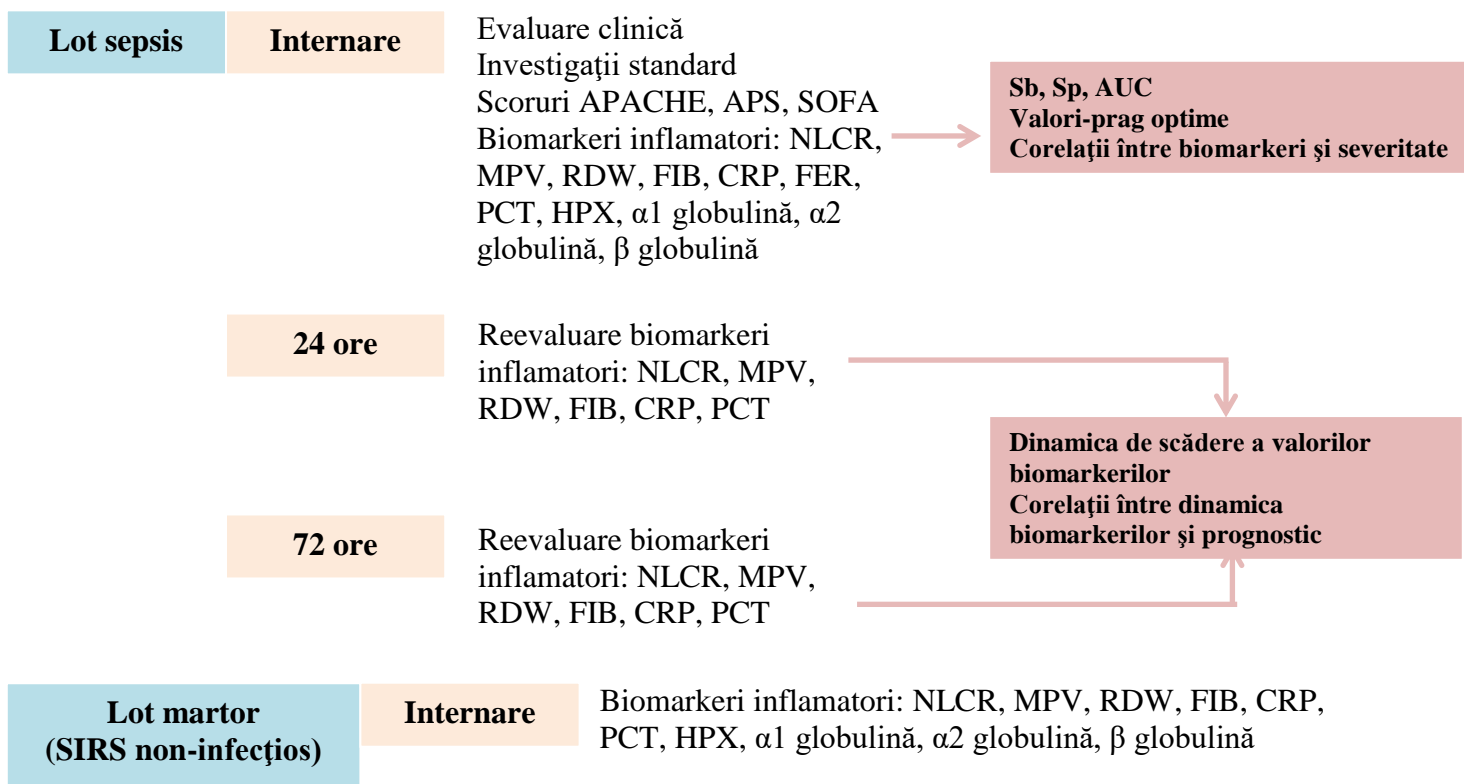 Lot sepsis
Internare
Evaluare clinică
Investigaţii standard
Scoruri APACHE, APS, SOFA
Biomarkeri inflamatori: NLCR,
MPV, RDW, FIB, CRP, FER,
PCT, HPX, α1 globulină, α2
globulină, β globulină
Sb, Sp, AUC
Valori-prag optime
Corelaţii între biomarkeri şi severitate
24 ore
Reevaluare biomarkeri
inflamatori: NLCR, MPV,
RDW, FIB, CRP, PCT
Dinamica de scădere a valorilor
biomarkerilor
Corelaţii între dinamica
biomarkerilor şi prognostic
72 ore
Reevaluare biomarkeri
inflamatori: NLCR, MPV,
RDW, FIB, CRP, PCT
Lot martor
(SIRS non-infecţios)
Internare
Biomarkeri inflamatori: NLCR, MPV, RDW, FIB, CRP,
PCT, HPX, α1 globulină, α2 globulină, β globulină